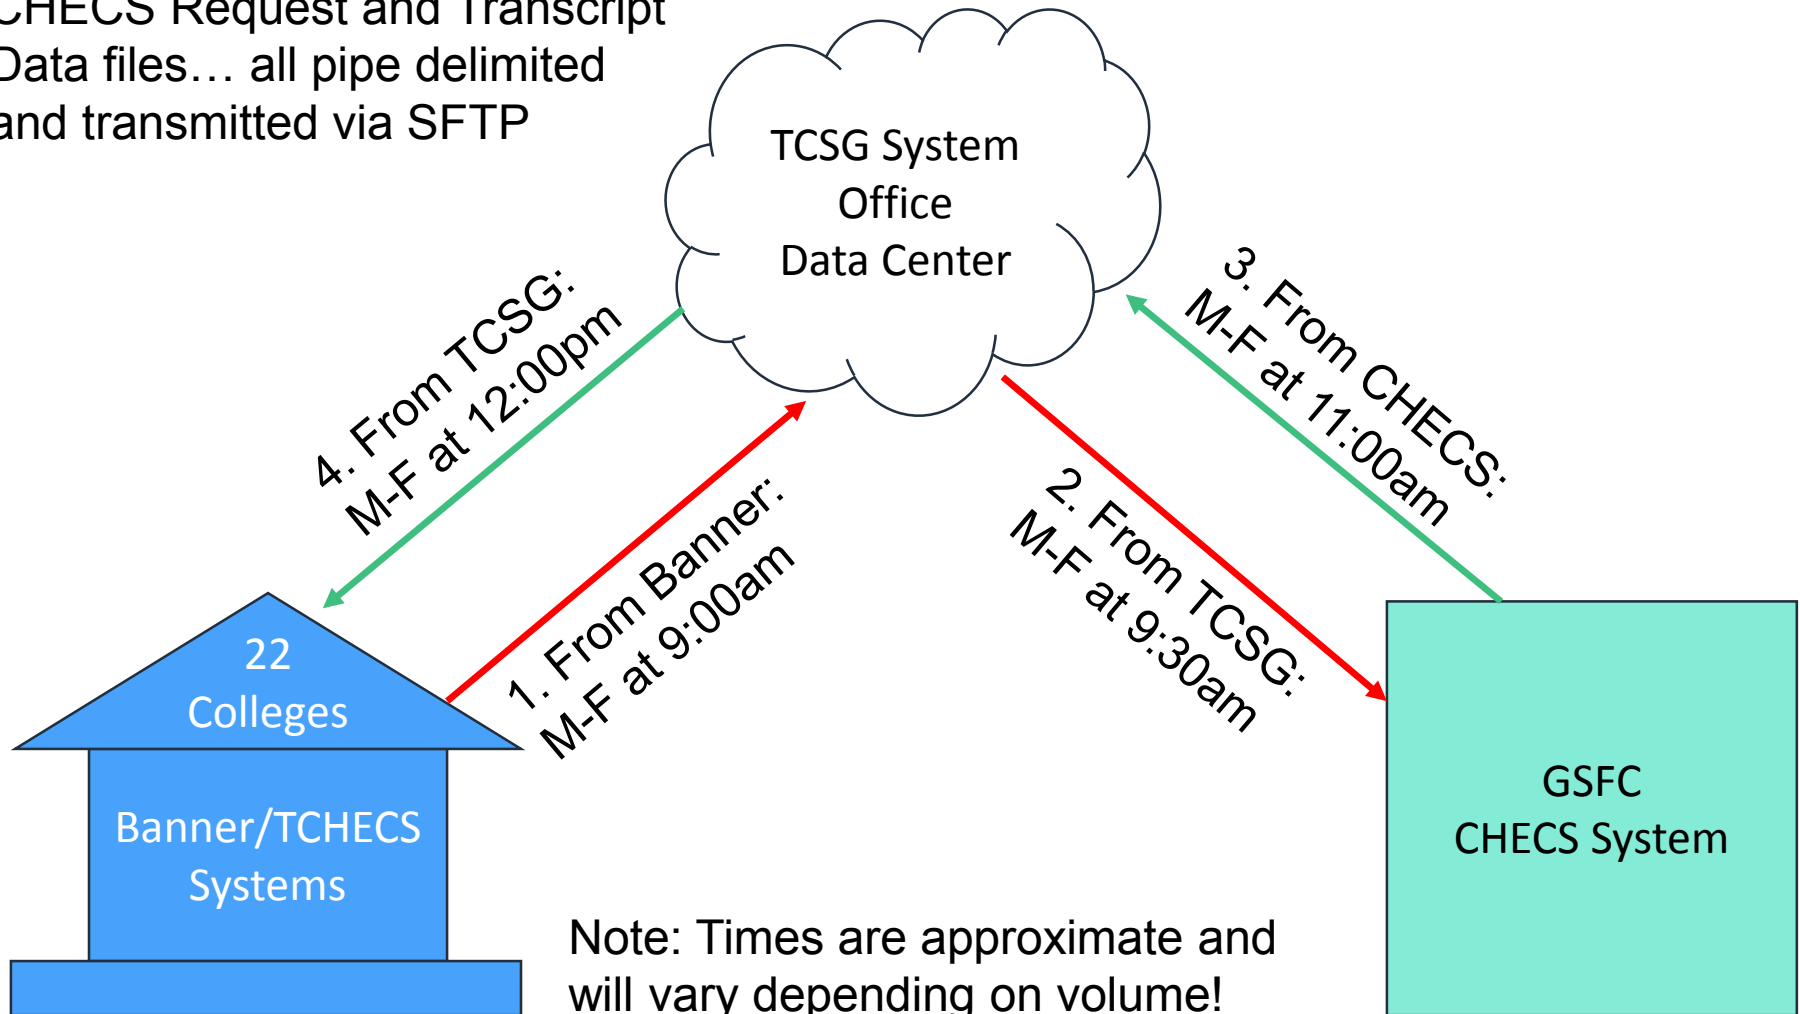 CHECS Request and Transcript
Data files… all pipe delimited
and transmitted via SFTP
TCSG System
Office
Data Center
4. From TCSG:
M-F at 12:00pm
3. From CHECS:
M-F at 11:00am
1. From Banner:
M-F at 9:00am
2. From TCSG:
M-F at 9:30am
22
Colleges
Banner/TCHECS
Systems
GSFC
CHECS System
Note: Times are approximate and
will vary depending on volume!